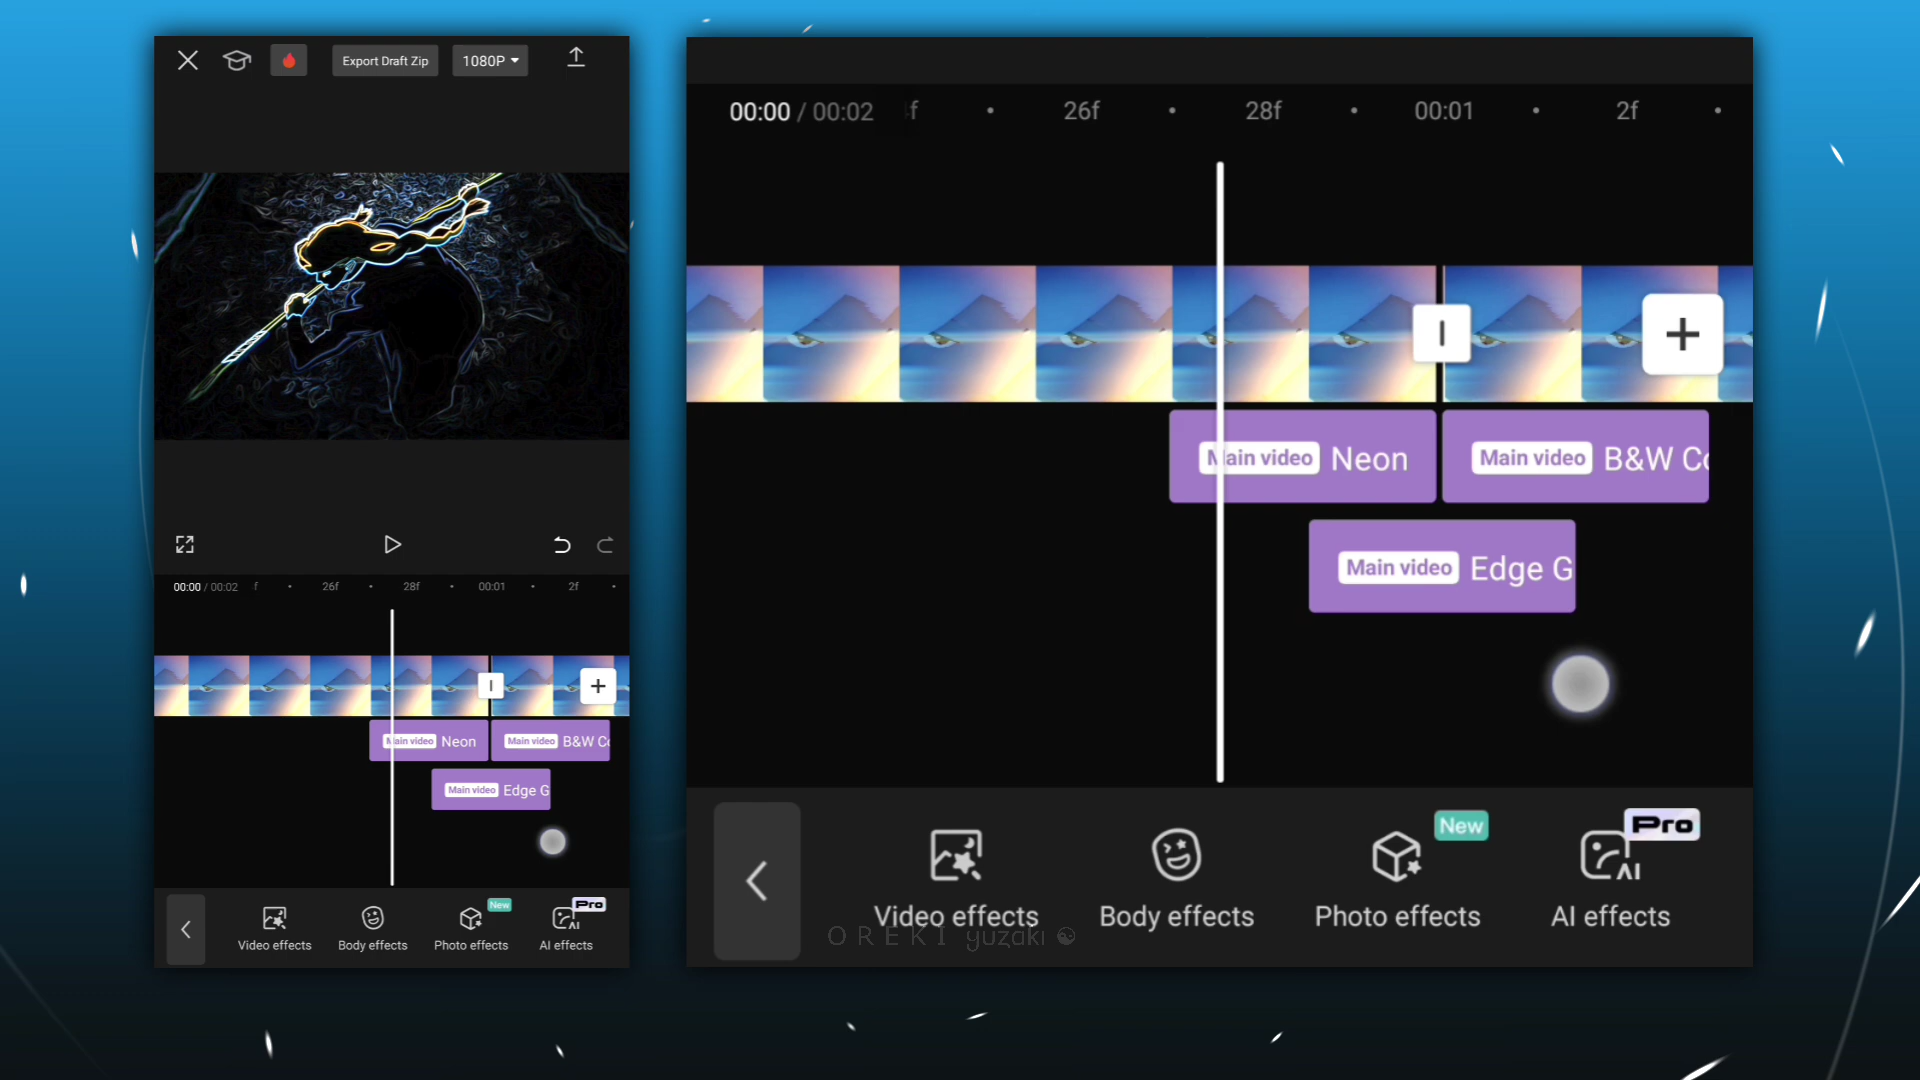 Export Draft Zip
1080P
00:00 / 00:02
f
26f
28f
00:01
2f
Main video Neon
Main video B&W Co
Main video Edge G
Video effects
Body effects
Photo effects
New
AI effects
Pro
AI
00:00 / 00:02
f
26f
28f
00:01
2f
Main video Neon
Main video B&W Co
Main video Edge G
Video effects
Body effects
Photo effects
New
AI effects
Pro
AI
OREKI yuzaki